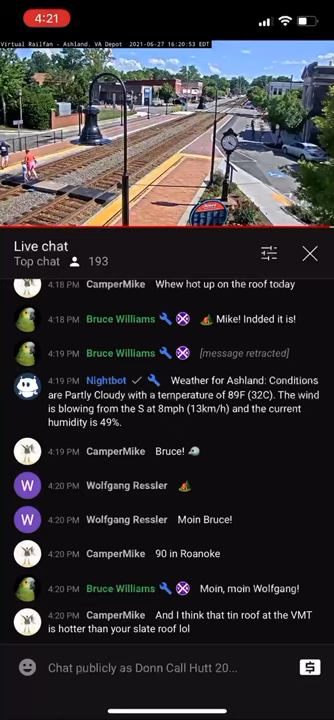 4:21
Virtual Railfan - Ashland, VA Depot 2021-06-27 16:20:53 EDT
Live chat
Top chat 193
4:18 PM CamperMike Whew hot up on the roof today
4:18 PM Bruce Williams Mike! Indded it is!
4:19 PM Bruce Williams [message retracted]
4:19 PM Nightbot Weather for Ashland: Conditions
are Partly Cloudy with a temperature of 89F (32C). The wind
is blowing from the S at 8mph (13km/h) and the current
humidity is 49%.
4:19 PM CamperMike Bruce!
W
4:20 PM Wolfgang Ressler
W
4:20 PM Wolfgang Ressler Moin Bruce!
4:20 PM CamperMike 90 in Roanoke
4:20 PM Bruce Williams Moin, moin Wolfgang!
4:20 PM CamperMike And I think that tin roof at the VMT
is hotter than your slate roof lol
Chat publicly as Donn Call Hutt 20...
$